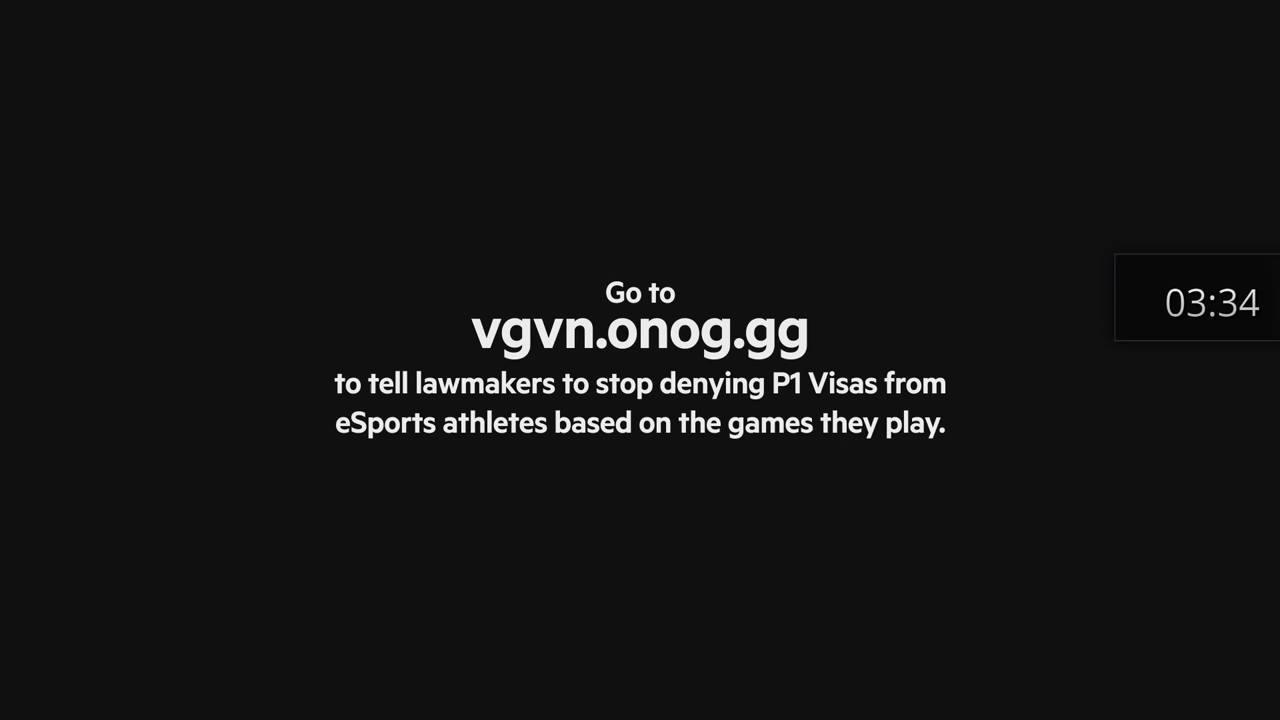 Go to
vgvn.onog.gg
to tell lawmakers to stop denying P1 Visas from
eSports athletes based on the games they play.
03:34